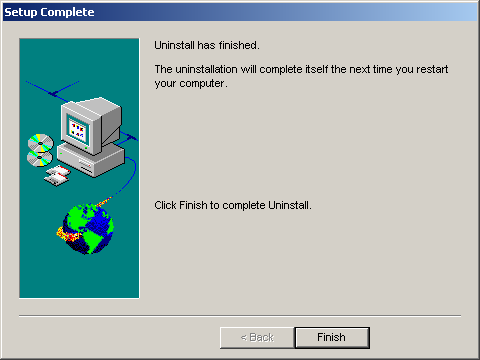 Setup Complete
Uninstall has finished.
The uninstallation will complete itself the next time you restart
your computer.
Click Finish to complete Uninstall.
< Back
Finish